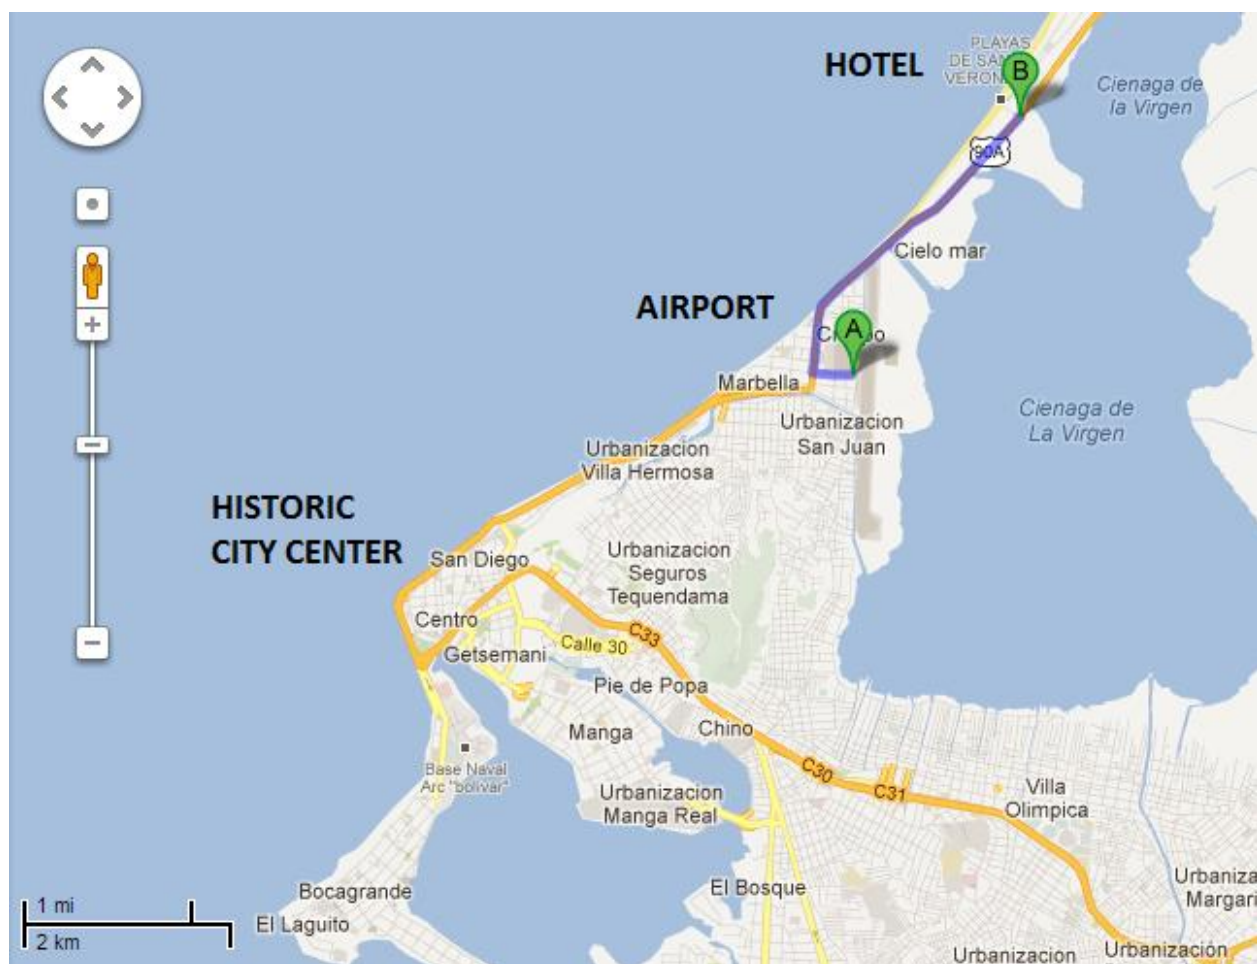 HOTEL
PLAYAS
DE SAN
VERON
B
Cienaga de
la Virgen
90A
Cielo mar
AIRPORT
A
Marbella
Urbanizacion
San Juan
Cienaga de
La Virgen
Urbanizacion
Villa Hermosa
HISTORIC
CITY CENTER
San Diego
Urbanizacion
Seguros
Tequendama
Centro
Getsemani
Calle 30
C33
Pie de Popa
Manga
Chino
Base Naval
Arc "bolivar"
C30
C31
Villa
Olimpica
Urbanizacion
Manga Real
El Bosque
Urbaniza
Margari
Bocagrande
El Laguito
1 mi
2 km
Urbanizacion
Urbanización